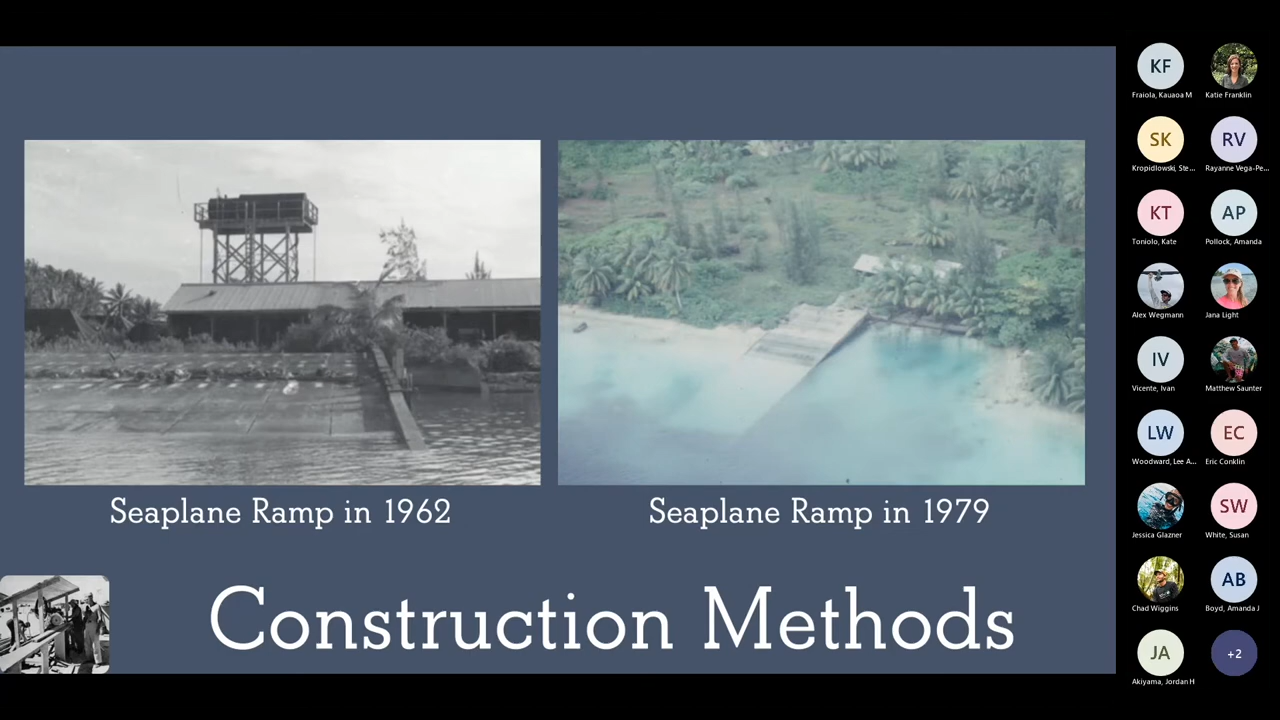 Seaplane Ramp in 1962
Seaplane Ramp in 1979
Construction Methods
KF
Fraiola, Kauaoa M
Katie Franklin
SK
Kropidlowski, Ste...
RV
Rayanne Vega-Pe...
KT
Toniolo, Kate
AP
Pollock, Amanda
Alex Wegmann
Jana Light
IV
Vicente, Ivan
Matthew Saunter
LW
Woodward, Lee A...
EC
Eric Conklin
Jessica Glazner
SW
White, Susan
Chad Wiggins
AB
Boyd, Amanda J
JA
Akiyama, Jordan H
+2